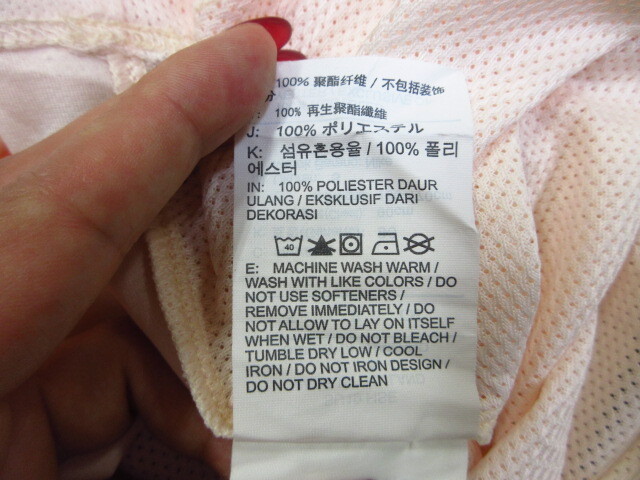 100% 聚酯纤维 / 不包括装饰
份
: 100% 再生聚酯纖維
J: 100% ポリエステル
K: 섬유혼용율 / 100% 폴리
에스터
IN: 100% POLIESTER DAUR
ULANG / EKSKLUSIF DARI
DEKORASI
40
E: MACHINE WASH WARM /
WASH WITH LIKE COLORS / DO
NOT USE SOFTENERS /
REMOVE IMMEDIATELY / DO
NOT ALLOW TO LAY ON ITSELF
WHEN WET / DO NOT BLEACH /
TUMBLE DRY LOW / COOL
IRON / DO NOT IRON DESIGN /
DO NOT DRY CLEAN